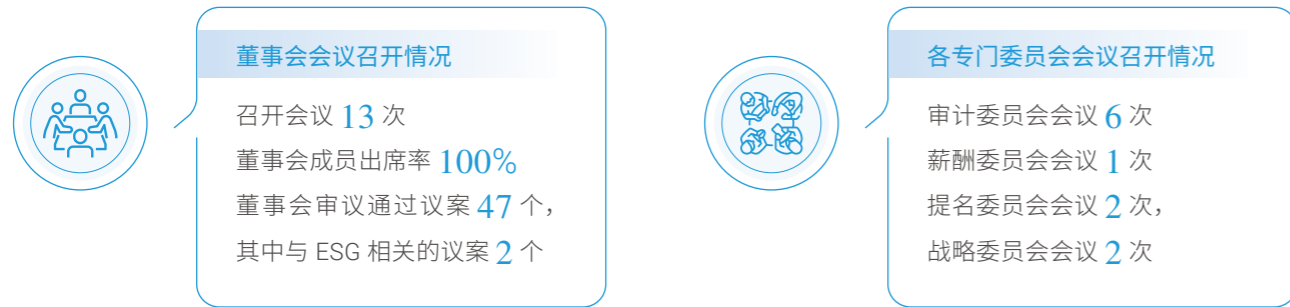 董事会会议召开情况
召开会议 13 次
董事会成员出席率 100%
董事会审议通过议案 47 个，
其中与 ESG 相关的议案 2 个
各专门委员会会议召开情况
审计委员会会议 6 次
薪酬委员会会议 1 次
提名委员会会议 2 次，
战略委员会会议 2 次